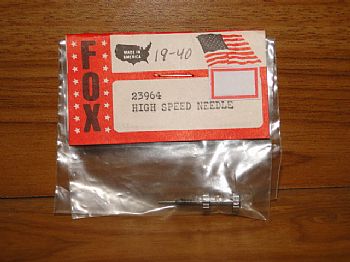 FOX
MADE IN
AMERICA
19-40
23964
HIGH SPEED NEEDLE